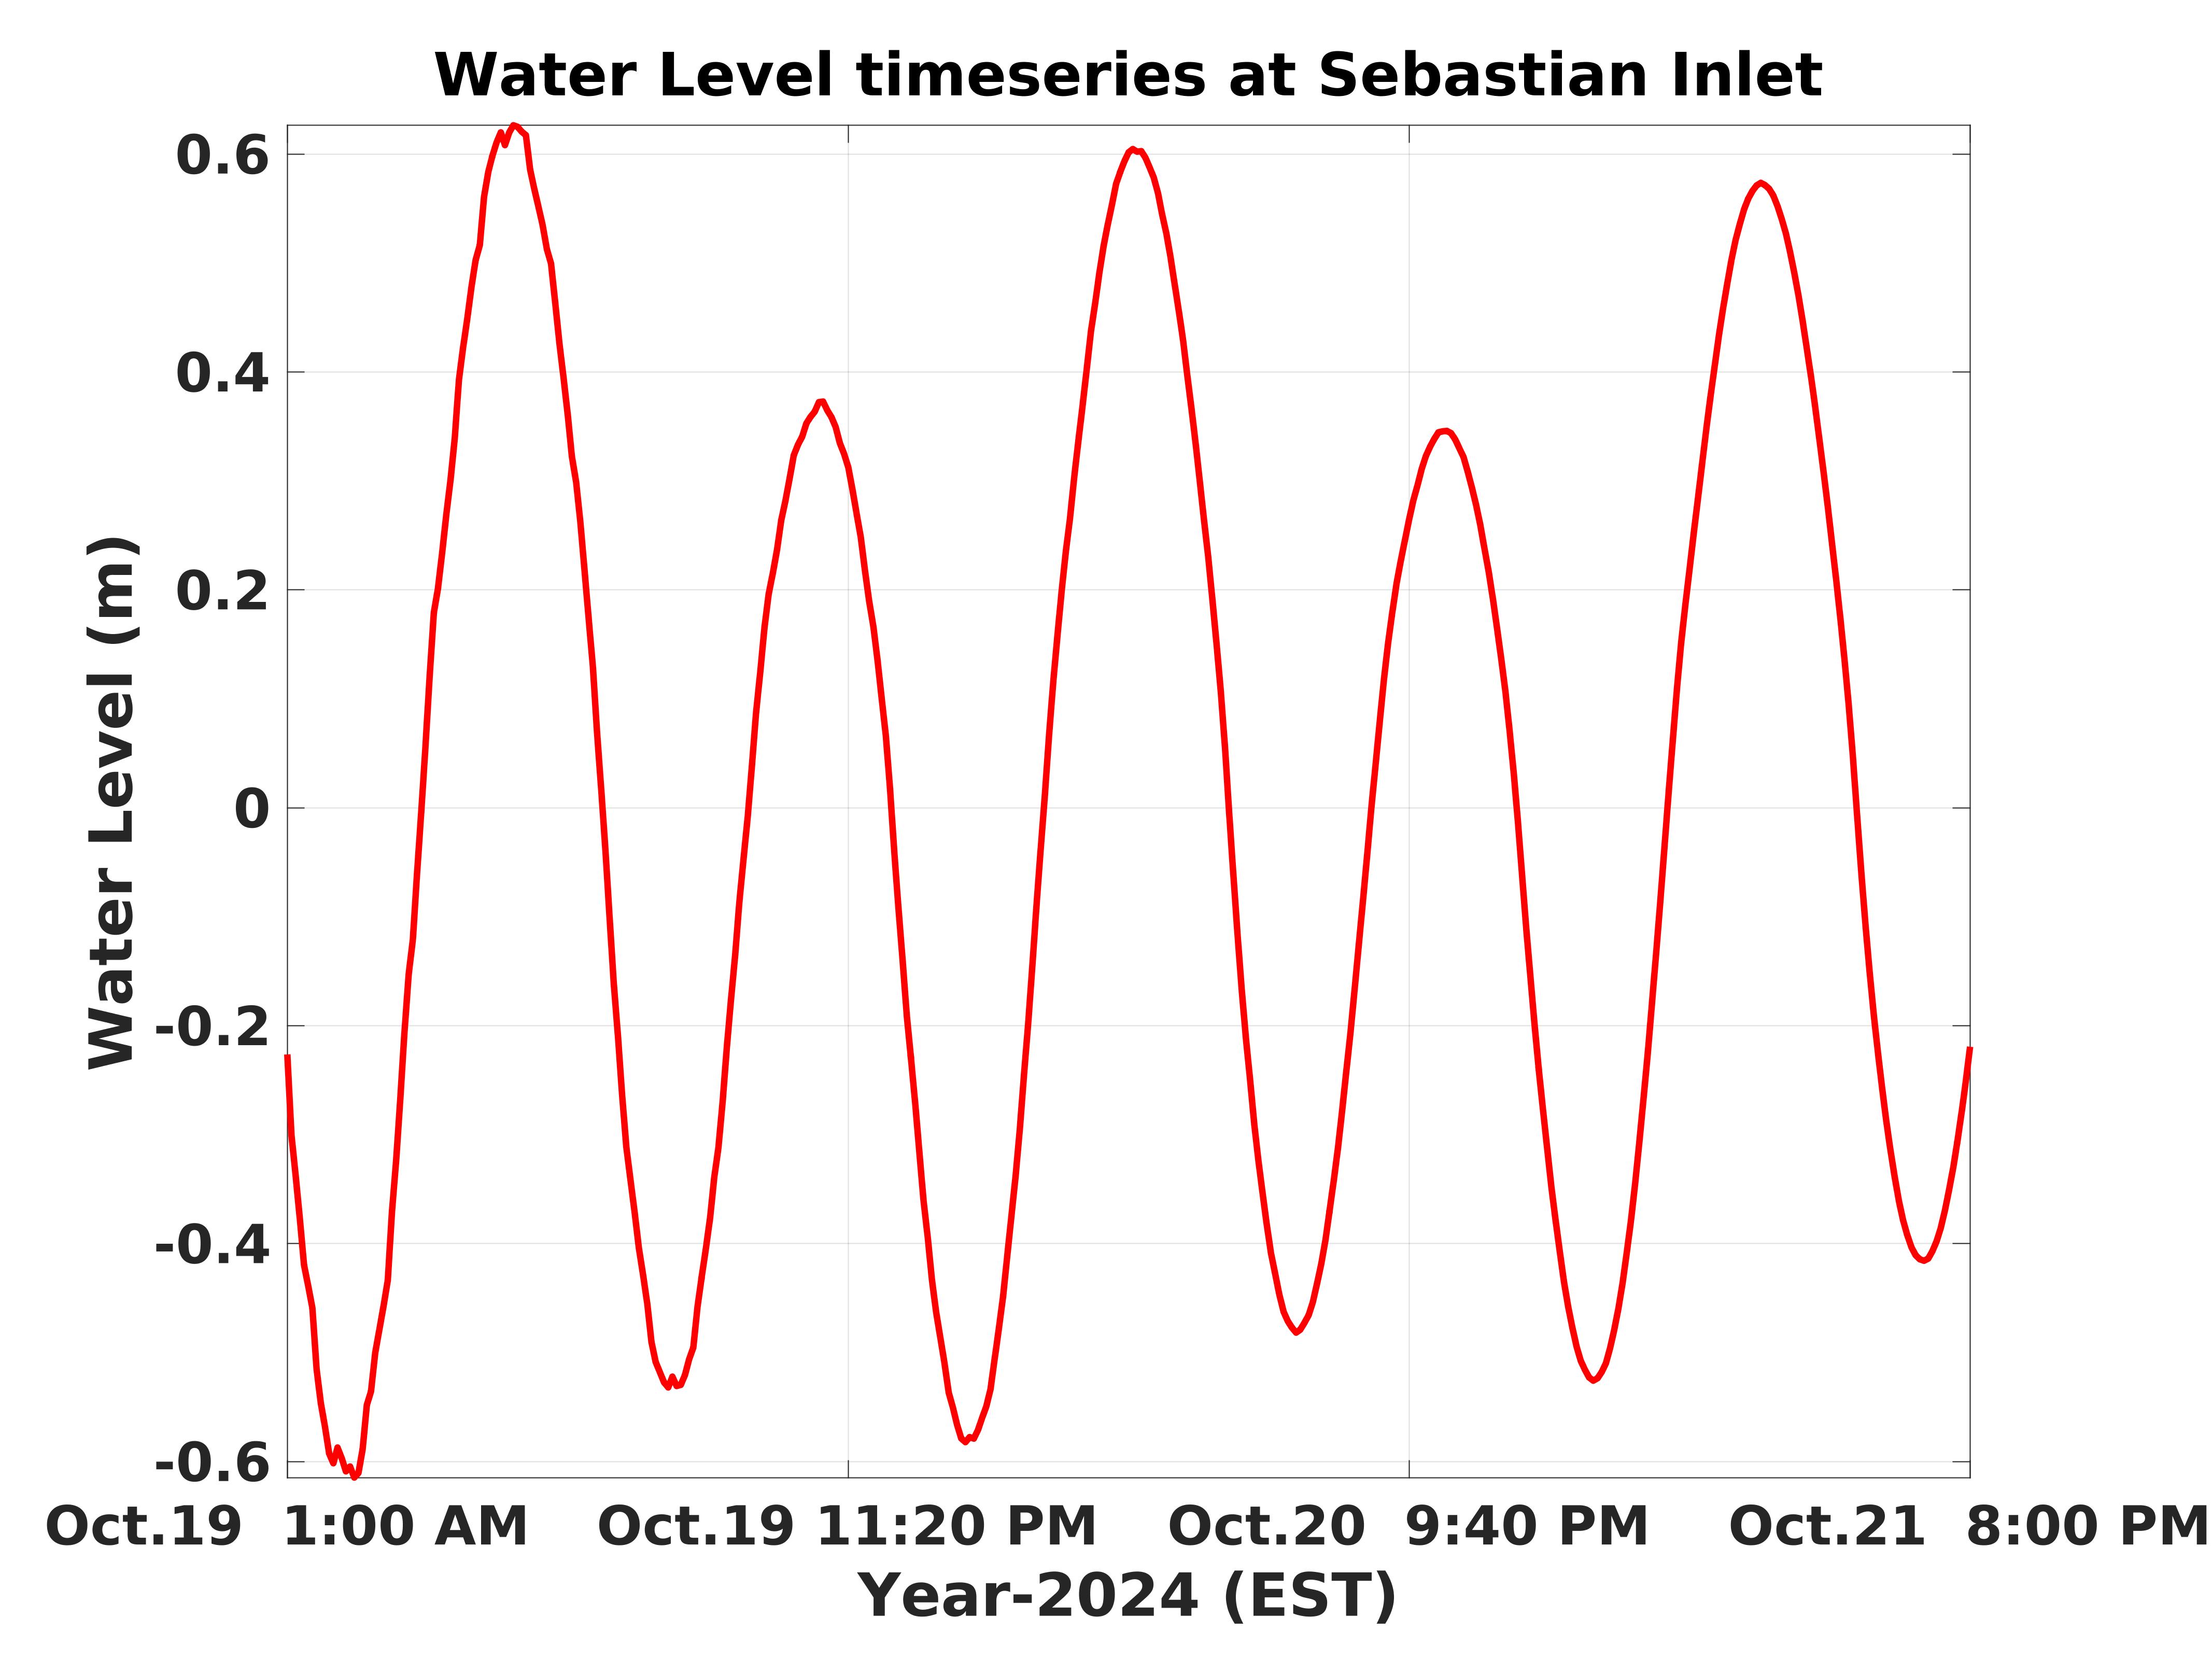 Water Level timeseries at Sebastian Inlet
0.6
0.4
0.2
0
-0.2
-0.4
-0.6
Water Level (m)
Oct.19 1:00 AM Oct.19 11:20 PM Oct.20 9:40 PM Oct.21 8:00 PM
Year-2024 (EST)